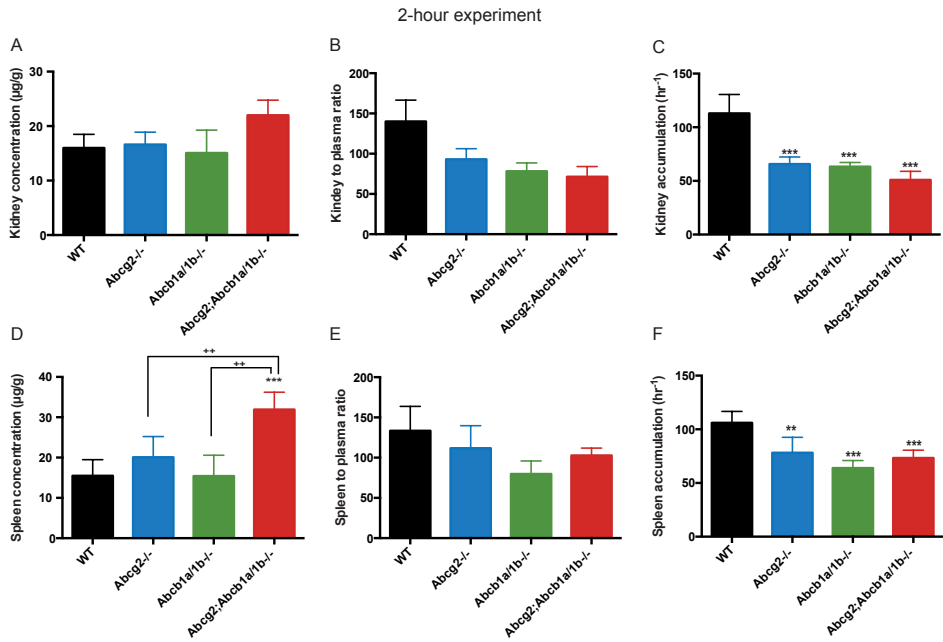 2-hour experiment
A
Kidney concentration (µg/g)
30
20
10
0
WT
Abcg2-/-
Abcb1a/1b-/-
Abcg2;Abcb1a/1b-/-
B
Kindey to plasma ratio
200
150
100
50
0
WT
Abcg2-/-
Abcb1a/1b-/-
Abcg2;Abcb1a/1b-/-
C
Kidney accumulation (hr⁻¹)
150
100
50
0
***
***
***
WT
Abcg2-/-
Abcb1a/1b-/-
Abcg2;Abcb1a/1b-/-
D
Spleen concentration (µg/g)
40
30
20
10
0
++
++
***
WT
Abcg2-/-
Abcb1a/1b-/-
Abcg2;Abcb1a/1b-/-
E
Spleen to plasma ratio
200
150
100
50
0
WT
Abcg2-/-
Abcb1a/1b-/-
Abcg2;Abcb1a/1b-/-
F
Spleen accumulation (hr⁻¹)
150
100
50
0
**
***
***
WT
Abcg2-/-
Abcb1a/1b-/-
Abcg2;Abcb1a/1b-/-